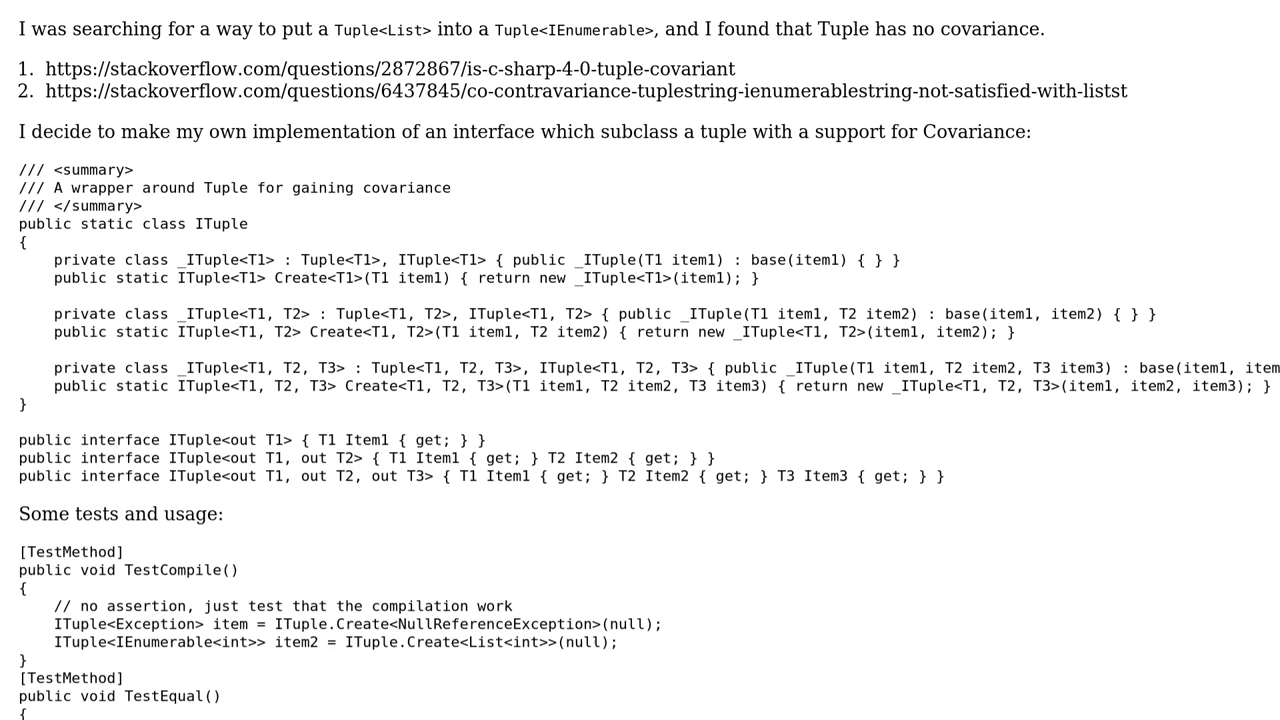 I was searching for a way to put a Tuple<List> into a Tuple<IEnumerable>, and I found that Tuple has no covariance.
1. https://stackoverflow.com/questions/2872867/is-c-sharp-4-0-tuple-covariant
2. https://stackoverflow.com/questions/6437845/co-contravariance-tuplestring-ienumerablestring-not-satisfied-with-listst
I decide to make my own implementation of an interface which subclass a tuple with a support for Covariance:
/// <summary>
/// A wrapper around Tuple for gaining covariance
/// </summary>
public static class ITuple
{
    private class _ITuple<T1> : Tuple<T1>, ITuple<T1> { public _ITuple(T1 item1) : base(item1) { } }
    public static ITuple<T1> Create<T1>(T1 item1) { return new _ITuple<T1>(item1); }
    private class _ITuple<T1, T2> : Tuple<T1, T2>, ITuple<T1, T2> { public _ITuple(T1 item1, T2 item2) : base(item1, item2) { } }
    public static ITuple<T1, T2> Create<T1, T2>(T1 item1, T2 item2) { return new _ITuple<T1, T2>(item1, item2); }
    private class _ITuple<T1, T2, T3> : Tuple<T1, T2, T3>, ITuple<T1, T2, T3> { public _ITuple(T1 item1, T2 item2, T3 item3) : base(item1, item
    public static ITuple<T1, T2, T3> Create<T1, T2, T3>(T1 item1, T2 item2, T3 item3) { return new _ITuple<T1, T2, T3>(item1, item2, item3); }
}
public interface ITuple<out T1> { T1 Item1 { get; } }
public interface ITuple<out T1, out T2> { T1 Item1 { get; } T2 Item2 { get; } }
public interface ITuple<out T1, out T2, out T3> { T1 Item1 { get; } T2 Item2 { get; } T3 Item3 { get; } }
Some tests and usage:
[TestMethod]
public void TestCompile()
{
    // no assertion, just test that the compilation work
    ITuple<Exception> item = ITuple.Create<NullReferenceException>(null);
    ITuple<IEnumerable<int>> item2 = ITuple.Create<List<int>>(null);
}
[TestMethod]
public void TestEqual()
{